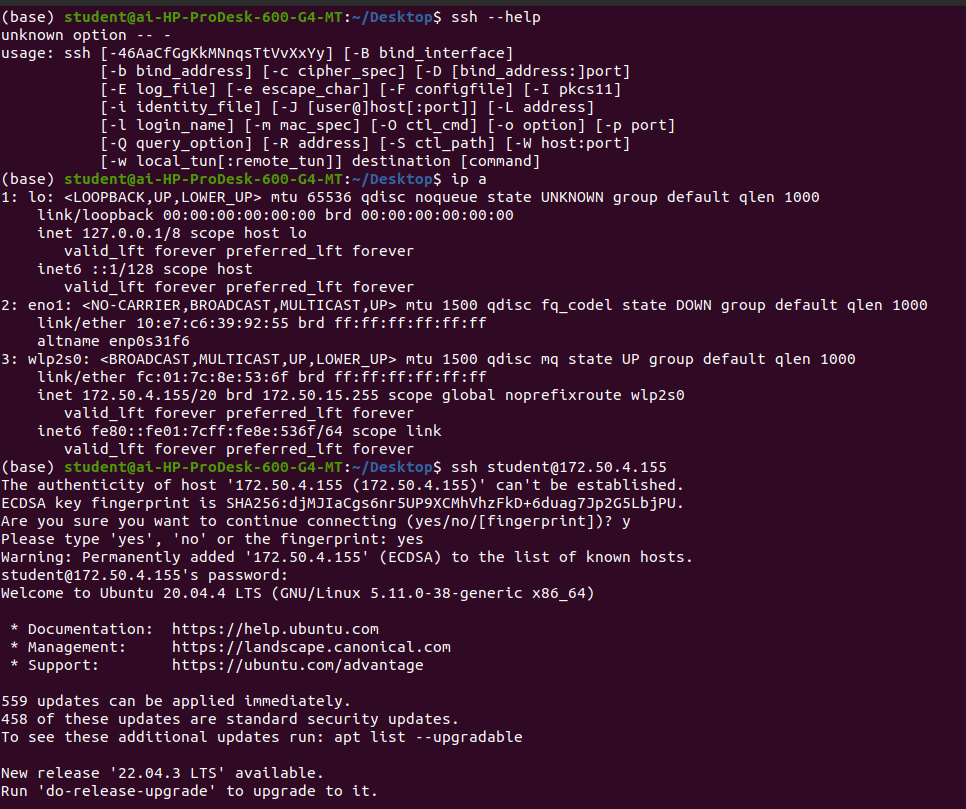 (base) student@ai-HP-ProDesk-600-G4-MT:~/Desktop$ ssh --help
unknown option -- -
usage: ssh [-46AaCfGgKkMNnqsTtVvXxYy] [-B bind_interface]
           [-b bind_address] [-c cipher_spec] [-D [bind_address:]port]
           [-E log_file] [-e escape_char] [-F configfile] [-I pkcs11]
           [-i identity_file] [-J [user@]host[:port]] [-L address]
           [-l login_name] [-m mac_spec] [-O ctl_cmd] [-o option] [-p port]
           [-Q query_option] [-R address] [-S ctl_path] [-W host:port]
           [-w local_tun[:remote_tun]] destination [command]
(base) student@ai-HP-ProDesk-600-G4-MT:~/Desktop$ ip a
1: lo: <LOOPBACK,UP,LOWER_UP> mtu 65536 qdisc noqueue state UNKNOWN group default qlen 1000
    link/loopback 00:00:00:00:00:00 brd 00:00:00:00:00:00
    inet 127.0.0.1/8 scope host lo
       valid_lft forever preferred_lft forever
    inet6 ::1/128 scope host
       valid_lft forever preferred_lft forever
2: eno1: <NO-CARRIER,BROADCAST,MULTICAST,UP> mtu 1500 qdisc fq_codel state DOWN group default qlen 1000
    link/ether 10:e7:c6:39:92:55 brd ff:ff:ff:ff:ff:ff
    altname enp0s31f6
3: wlp2s0: <BROADCAST,MULTICAST,UP,LOWER_UP> mtu 1500 qdisc mq state UP group default qlen 1000
    link/ether fc:01:7c:8e:53:6f brd ff:ff:ff:ff:ff:ff
    inet 172.50.4.155/20 brd 172.50.15.255 scope global noprefixroute wlp2s0
       valid_lft forever preferred_lft forever
    inet6 fe80::fe01:7cff:fe8e:536f/64 scope link
       valid_lft forever preferred_lft forever
(base) student@ai-HP-ProDesk-600-G4-MT:~/Desktop$ ssh student@172.50.4.155
The authenticity of host '172.50.4.155 (172.50.4.155)' can't be established.
ECDSA key fingerprint is SHA256:djMJIaCgs6nr5UP9XCMhVhzFkD+6duag7Jp2G5LbjPU.
Are you sure you want to continue connecting (yes/no/[fingerprint])? y
Please type 'yes', 'no' or the fingerprint: yes
Warning: Permanently added '172.50.4.155' (ECDSA) to the list of known hosts.
student@172.50.4.155's password:
Welcome to Ubuntu 20.04.4 LTS (GNU/Linux 5.11.0-38-generic x86_64)

 * Documentation:  https://help.ubuntu.com
 * Management:     https://landscape.canonical.com
 * Support:        https://ubuntu.com/advantage

559 updates can be applied immediately.
458 of these updates are standard security updates.
To see these additional updates run: apt list --upgradable

New release '22.04.3 LTS' available.
Run 'do-release-upgrade' to upgrade to it.